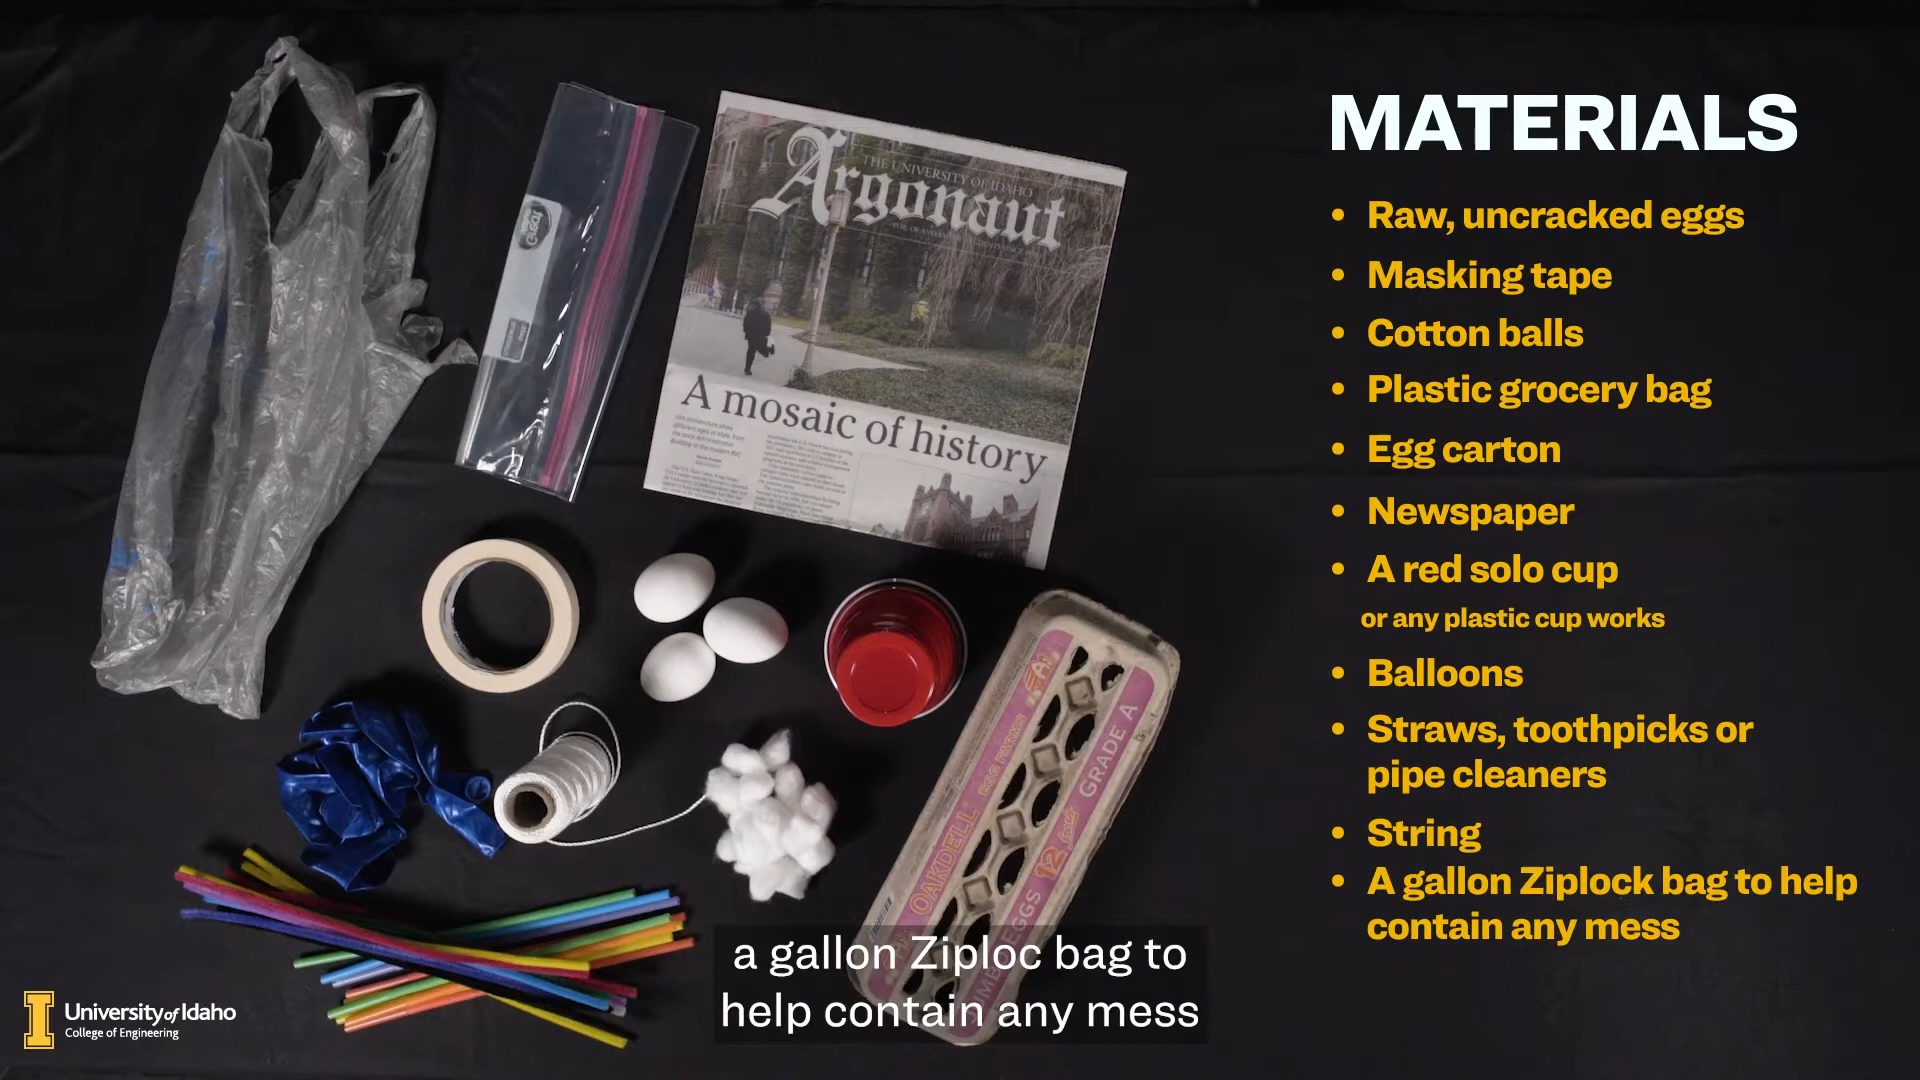 MATERIALS
• Raw, uncracked eggs
• Masking tape
• Cotton balls
• Plastic grocery bag
• Egg carton
• Newspaper
• A red solo cup
or any plastic cup works
• Balloons
• Straws, toothpicks or
pipe cleaners
• String
• A gallon Ziplock bag to help
contain any mess
THE UNIVERSITY OF IDAHO
Argonaut
A mosaic of history
OAKDELL EGG FARMS
A
GRADE A
12
EGGS
a gallon Ziploc bag to
help contain any mess
I
University of Idaho
College of Engineering